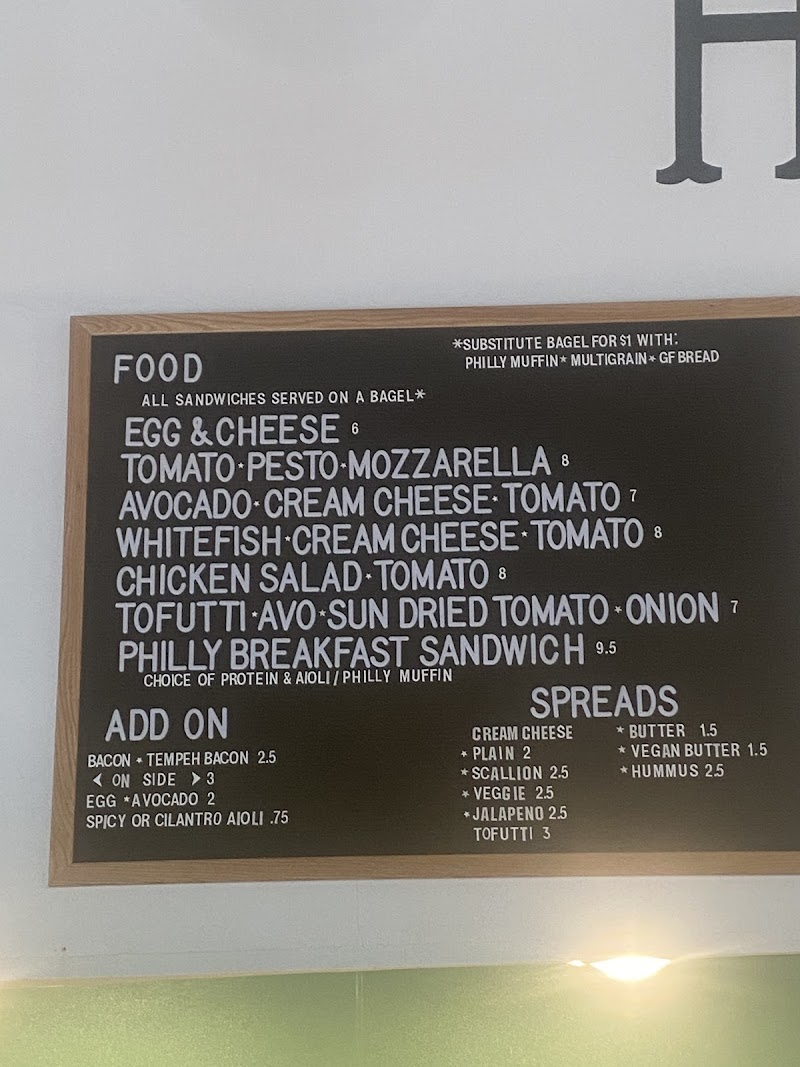 H
FOOD
*SUBSTITUTE BAGEL FOR $1 WITH:
PHILLY MUFFIN* MULTIGRAIN* GF BREAD
ALL SANDWICHES SERVED ON A BAGEL*
EGG & CHEESE 6
TOMATO*PESTO*MOZZARELLA 8
AVOCADO*CREAM CHEESE*TOMATO 7
WHITEFISH*CREAM CHEESE*TOMATO 8
CHICKEN SALAD*TOMATO 8
TOFUTTI*AVO*SUN DRIED TOMATO*ONION 7
PHILLY BREAKFAST SANDWICH 9.5
CHOICE OF PROTEIN & AIOLI / PHILLY MUFFIN
ADD ON
BACON * TEMPEH BACON 2.5
< ON SIDE > 3
EGG *AVOCADO 2
SPICY OR CILANTRO AIOLI .75
SPREADS
CREAM CHEESE
* PLAIN 2
*SCALLION 2.5
* VEGGIE 2.5
*JALAPENO 2.5
TOFUTTI 3
* BUTTER 1.5
* VEGAN BUTTER 1.5
*HUMMUS 2.5